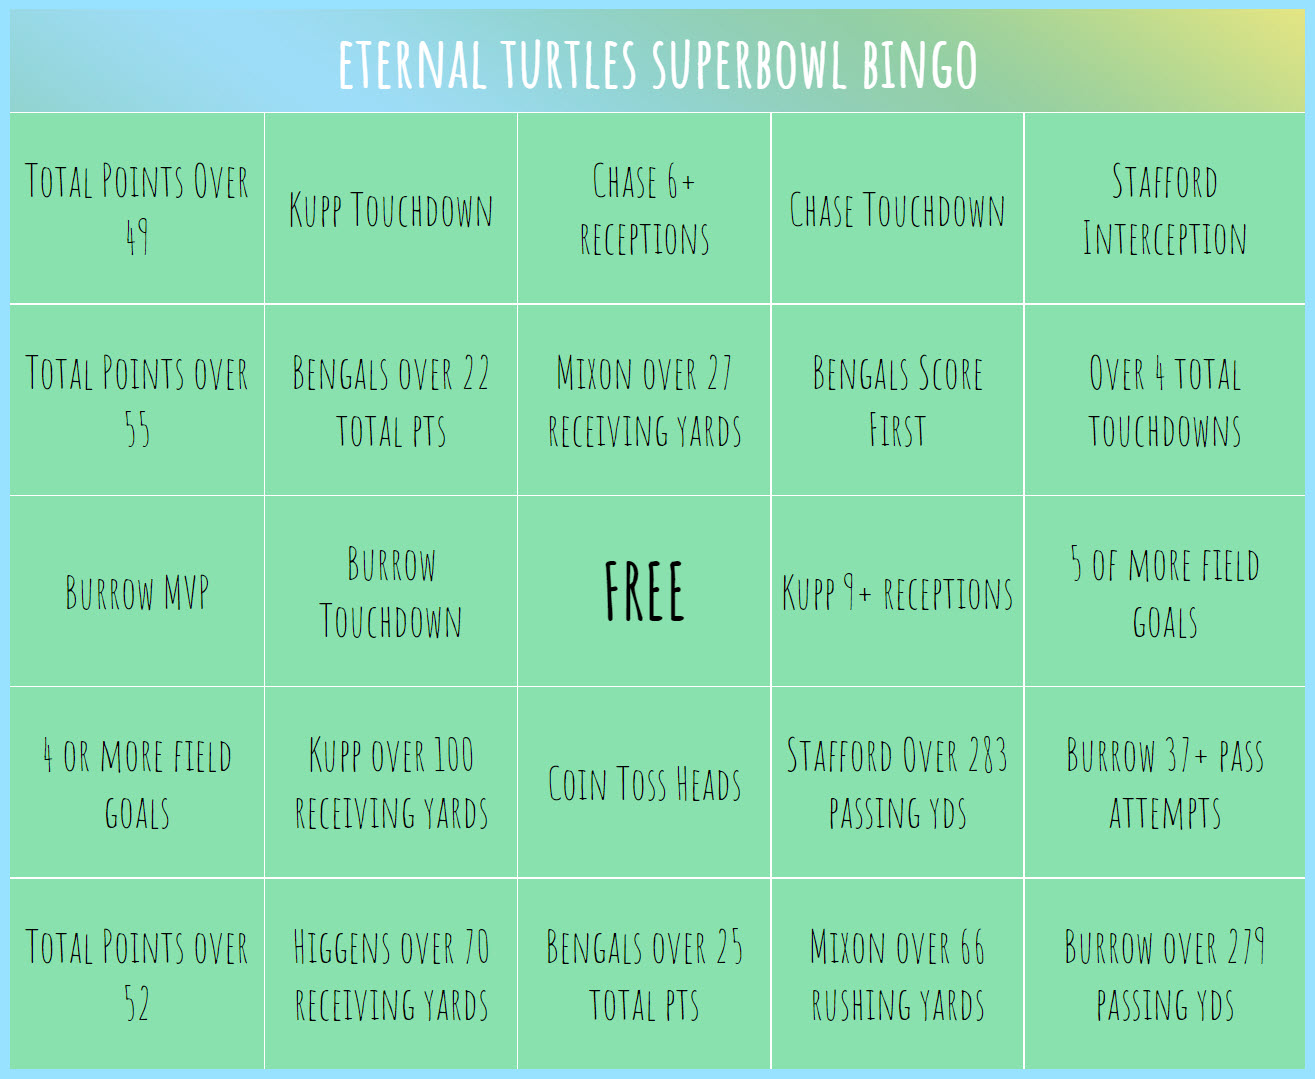 ETERNAL TURTLES SUPERBOWL BINGO
Total Points Over
49
Kupp Touchdown
Chase 6+
receptions
Chase Touchdown
Stafford
Interception
Total Points over
55
Bengals over 22
total pts
Mixon over 27
receiving yards
Bengals Score
First
Over 4 total
touchdowns
Burrow MVP
Burrow
Touchdown
FREE
Kupp 9+ receptions
5 of more field
goals
4 or more field
goals
Kupp over 100
receiving yards
Coin Toss Heads
Stafford Over 283
passing yds
Burrow 37+ pass
attempts
Total Points over
52
Higgens over 70
receiving yards
Bengals over 25
total pts
Mixon over 66
rushing yards
Burrow over 279
passing yds